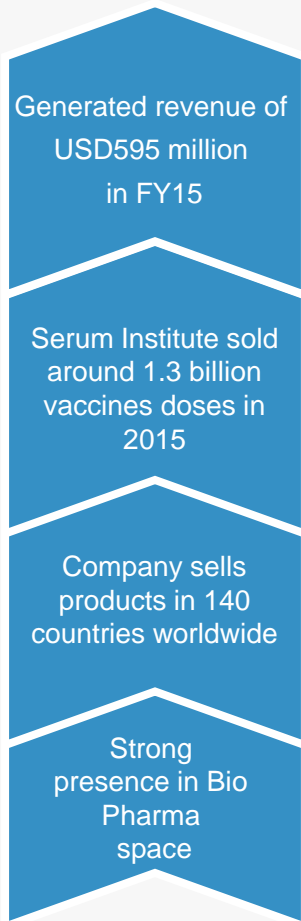 Generated revenue of
USD595 million
in FY15
Serum Institute sold
around 1.3 billion
vaccines doses in
2015
Company sells
products in 140
countries worldwide
Strong
presence in Bio
Pharma
space